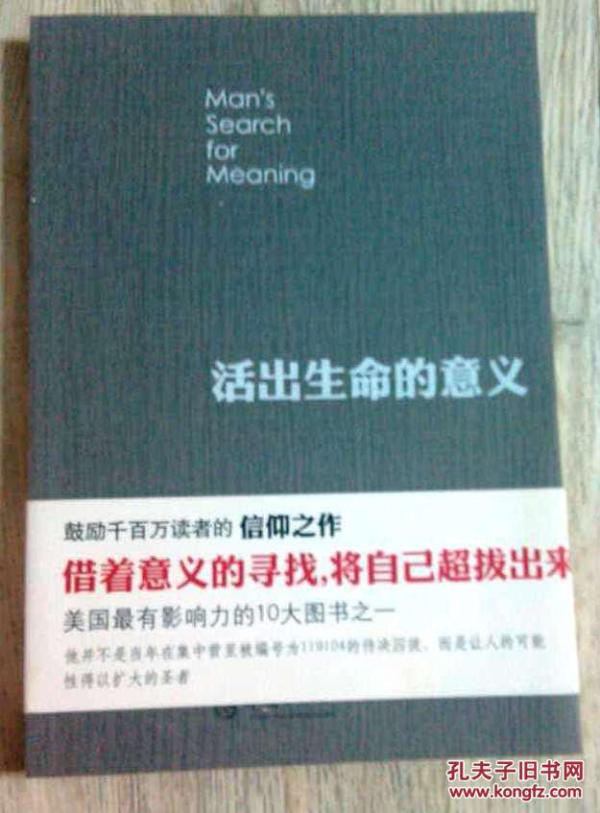 Man's
Search
for
Meaning
活出生命的意义
鼓励千百万读者的 信仰之作
借着意义的寻找,将自己超拔出来
美国最有影响力的10大图书之一
他并不是当年在集中营里被编号为119104的待决囚徒，而是让人的可能
性得以扩大的圣者
孔夫子旧书网
www.kongfz.com